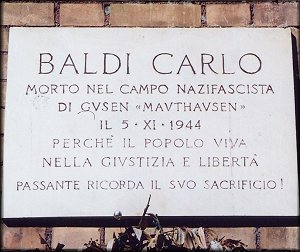 BALDI CARLO
MORTO NEL CAMPO NAZIFASCISTA
DI GVSEN «MAVTHAVSEN»
IL 5·XI·1944
PERCHÉ IL POPOLO VIVA
NELLA GIVSTIZIA E LIBERTÀ
PASSANTE RICORDA IL SVO SACRIFICIO!